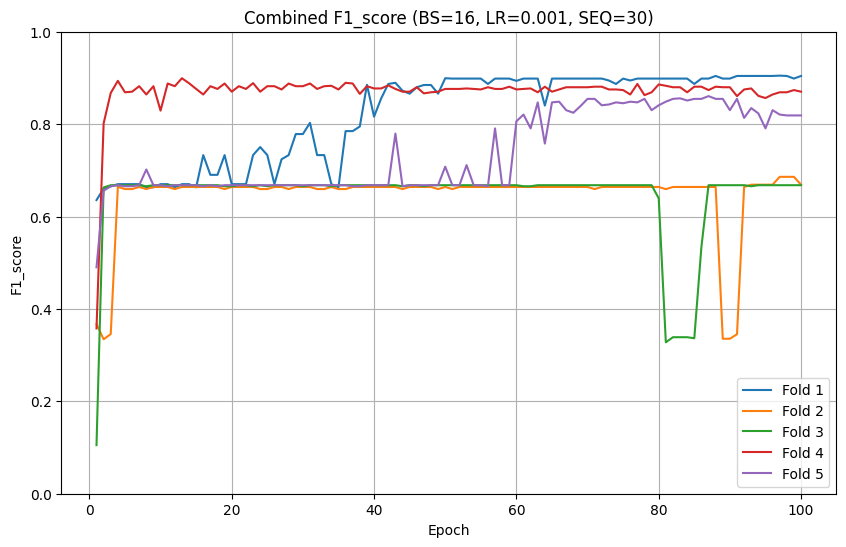 Combined F1_score (BS=16, LR=0.001, SEQ=30)
1.0
0.8
0.6
0.4
0.2
0.0
F1_score
0
20
40
60
80
100
Epoch
Fold 1
Fold 2
Fold 3
Fold 4
Fold 5